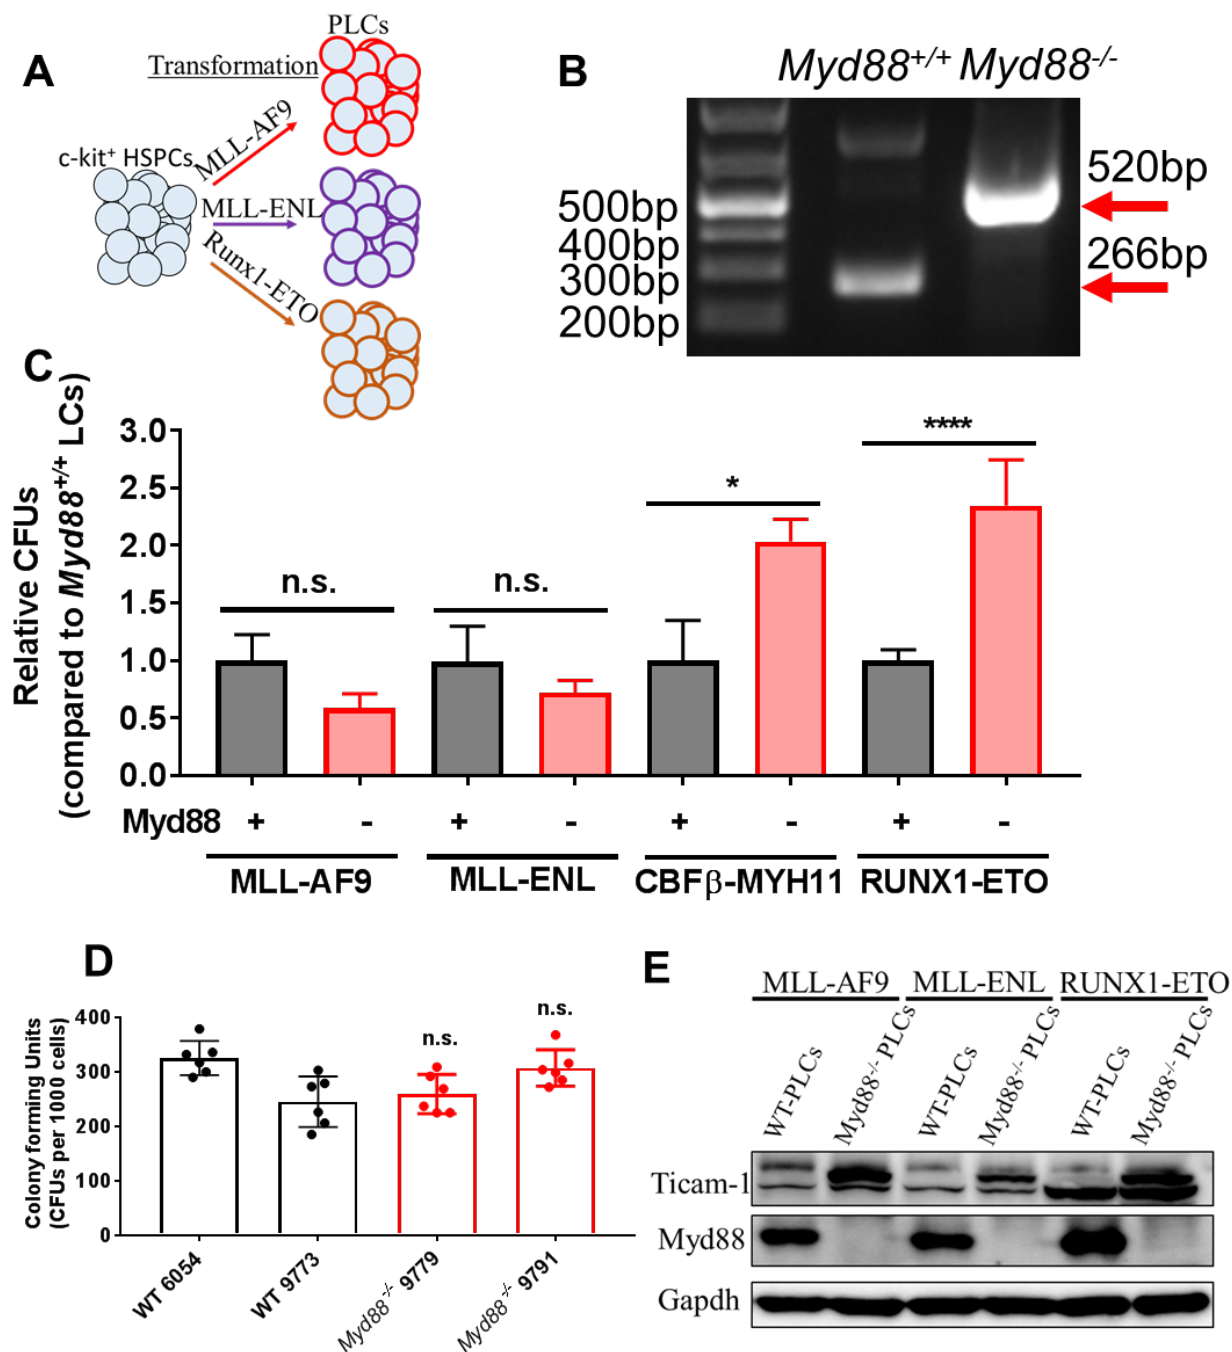 A
PLCs
Transformation
c-kit⁺ HSPCs
MLL-AF9
MLL-ENL
Runx1-ETO
B
Myd88⁺/⁺ Myd88⁻/⁻
500bp
400bp
300bp
200bp
520bp
266bp
C
Relative CFUs
(compared to Myd88⁺/⁺ LCs)
3.0
2.5
2.0
1.5
1.0
0.5
0.0
n.s.
n.s.
*
****
Myd88 + - + - + - + -
MLL-AF9 MLL-ENL CBFβ-MYH11 RUNX1-ETO
D
Colony forming Units
(CFUs per 1000 cells)
400
300
200
100
0
n.s.
n.s.
WT 6054
WT 9773
Myd88⁻/⁻ 9779
Myd88⁻/⁻ 9791
E
MLL-AF9 MLL-ENL RUNX1-ETO
WT-PLCs
Myd88⁻/⁻ PLCs
WT-PLCs
Myd88⁻/⁻ PLCs
WT-PLCs
Myd88⁻/⁻ PLCs
Ticam-1
Myd88
Gapdh